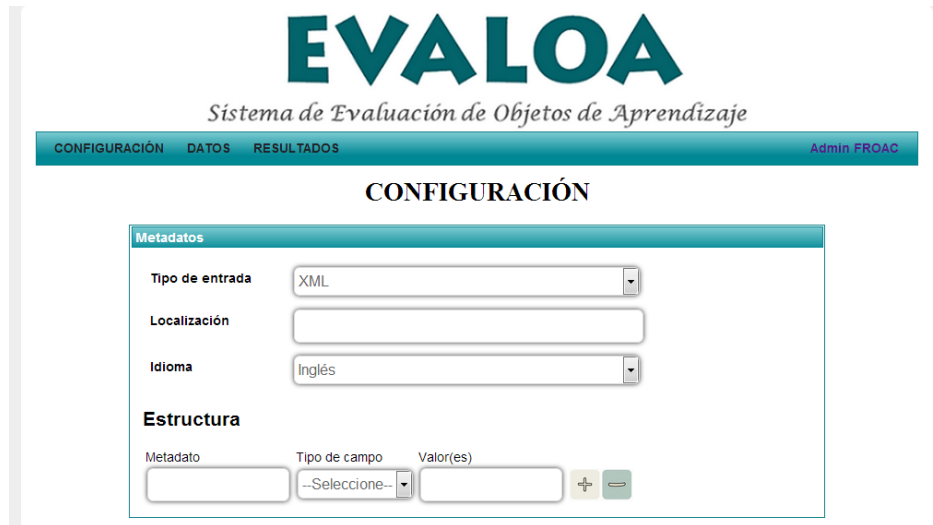 EVALOA
Sistema de Evaluación de Objetos de Aprendizaje
CONFIGURACIÓN DATOS RESULTADOS Admin FROAC
CONFIGURACIÓN
Metadatos
Tipo de entrada XML
Localización
Idioma Inglés
Estructura
Metadato Tipo de campo Valor(es)
--Seleccione--